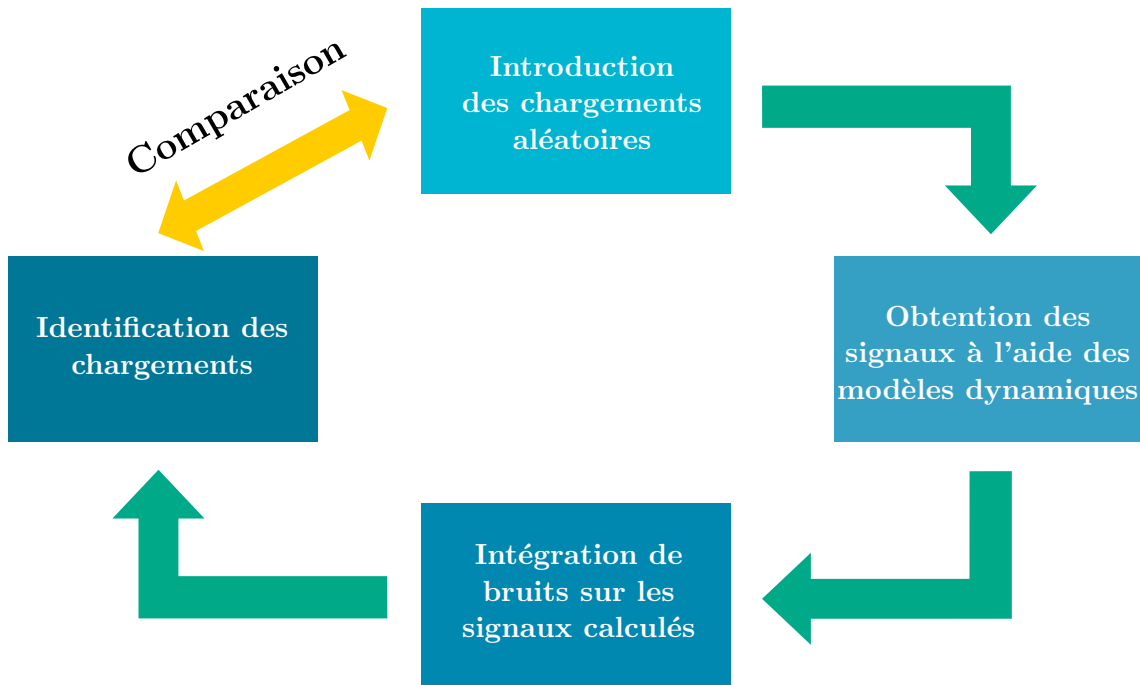 Comparaison
Introduction
des chargements
aléatoires
Identification des
chargements
Obtention des
signaux à l'aide des
modèles dynamiques
Intégration de
bruits sur les
signaux calculés